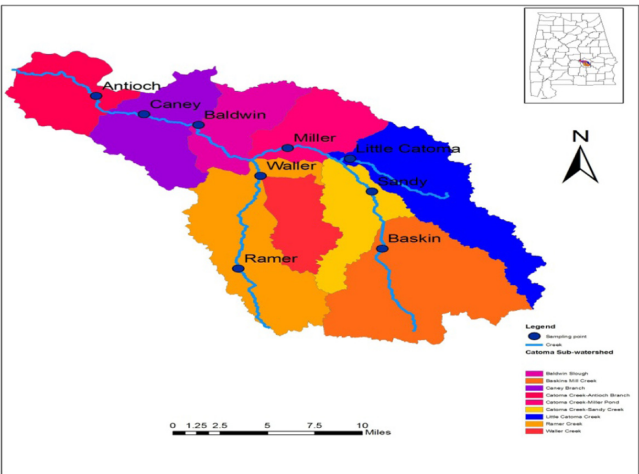 Antioch
Caney
Baldwin
Miller
Little Catoma
Waller
Sandy
Baskin
Ramer
N
Legend
Sampling point
Creek
Catoma Sub-watershed
Baldwin Slough
Baskins Mill Creek
Caney Branch
Catoma Creek-Antioch Branch
Catoma Creek-Miller Pond
Catoma Creek-Sandy Creek
Little Catoma Creek
Ramer Creek
Waller Creek
0 1.25 2.5 5 7.5 10
Miles